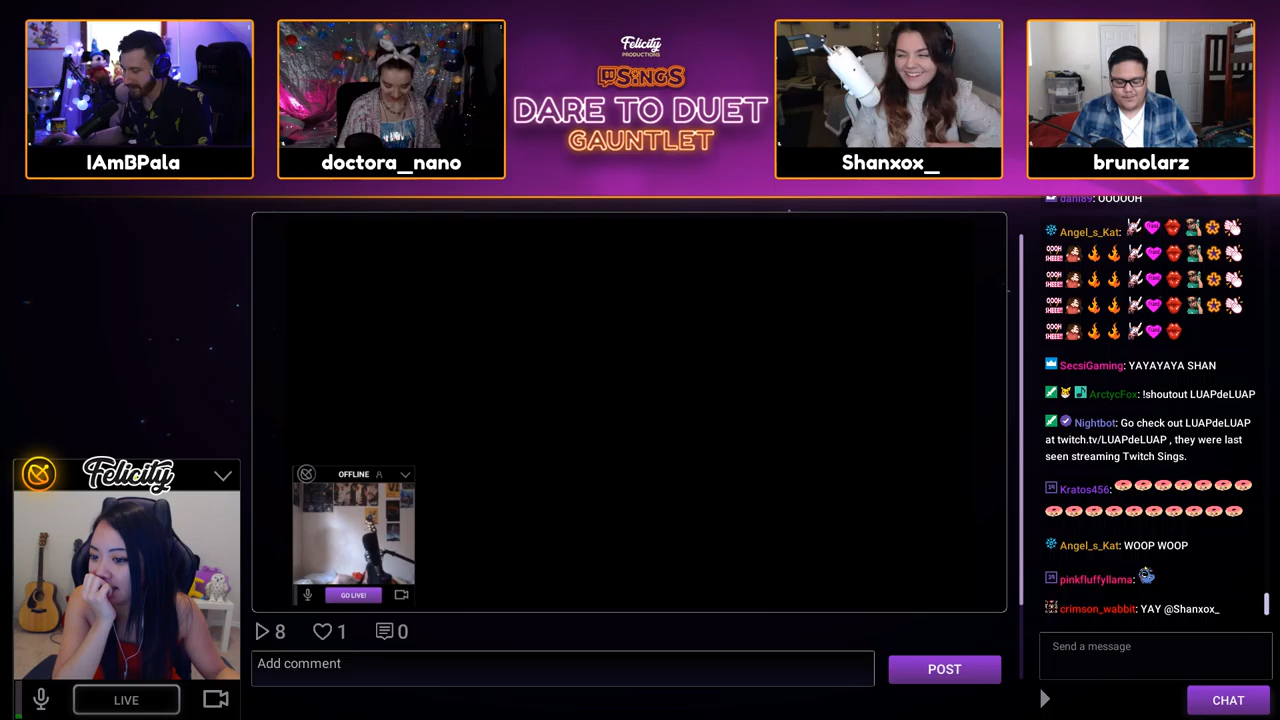 Felicity
PRODUCTIONS
SINGS
DARE TO DUET
GAUNTLET
IAmBPala
doctora__nano
Shanxox_
brunolarz
dani89: OOOOOH
Angel_s_Kat:
SecsiGaming: YAYAYAYA SHAN
ArctycFox: !shoutout LUAPdeLUAP
Nightbot: Go check out LUAPdeLUAP
at twitch.tv/LUAPdeLUAP , they were last
seen streaming Twitch Sings.
Kratos456:
Angel_s_Kat: WOOP WOOP
pinkfluffyllama:
crimson_wabbit: YAY @Shanxox_
Send a message
CHAT
OFFLINE
GO LIVE!
8
1
0
Add comment
POST
Felicity
LIVE